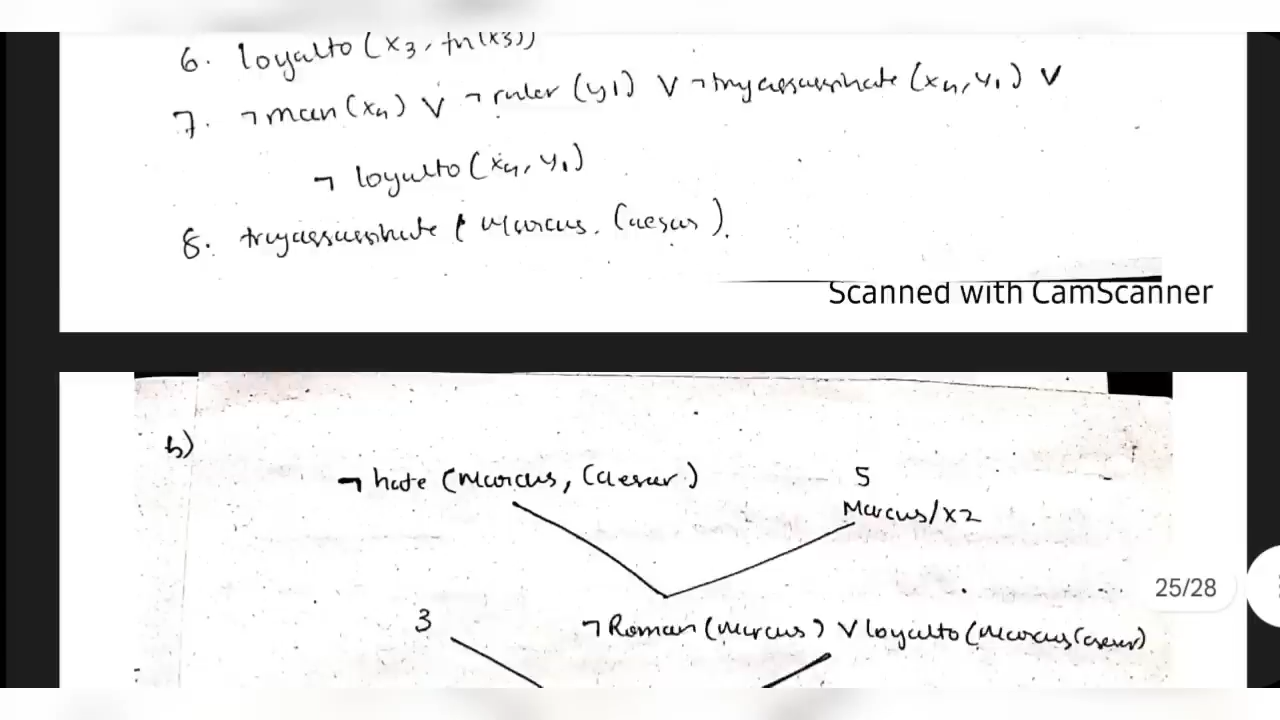 6. loyalto (x3, fn(x3))
7. ¬man(x4) V ¬ruler (y1) V ¬tryassassinate (x4, y1) V
¬ loyalto (x4, y1)
8. tryassassinate ( Marcus, Caesar ).
Scanned with CamScanner
b)
¬ hate (Marcus, Caesar)
5
Marcus/x2
25/28
3
¬Roman (Marcus) V loyalto (Marcus, Caesar)